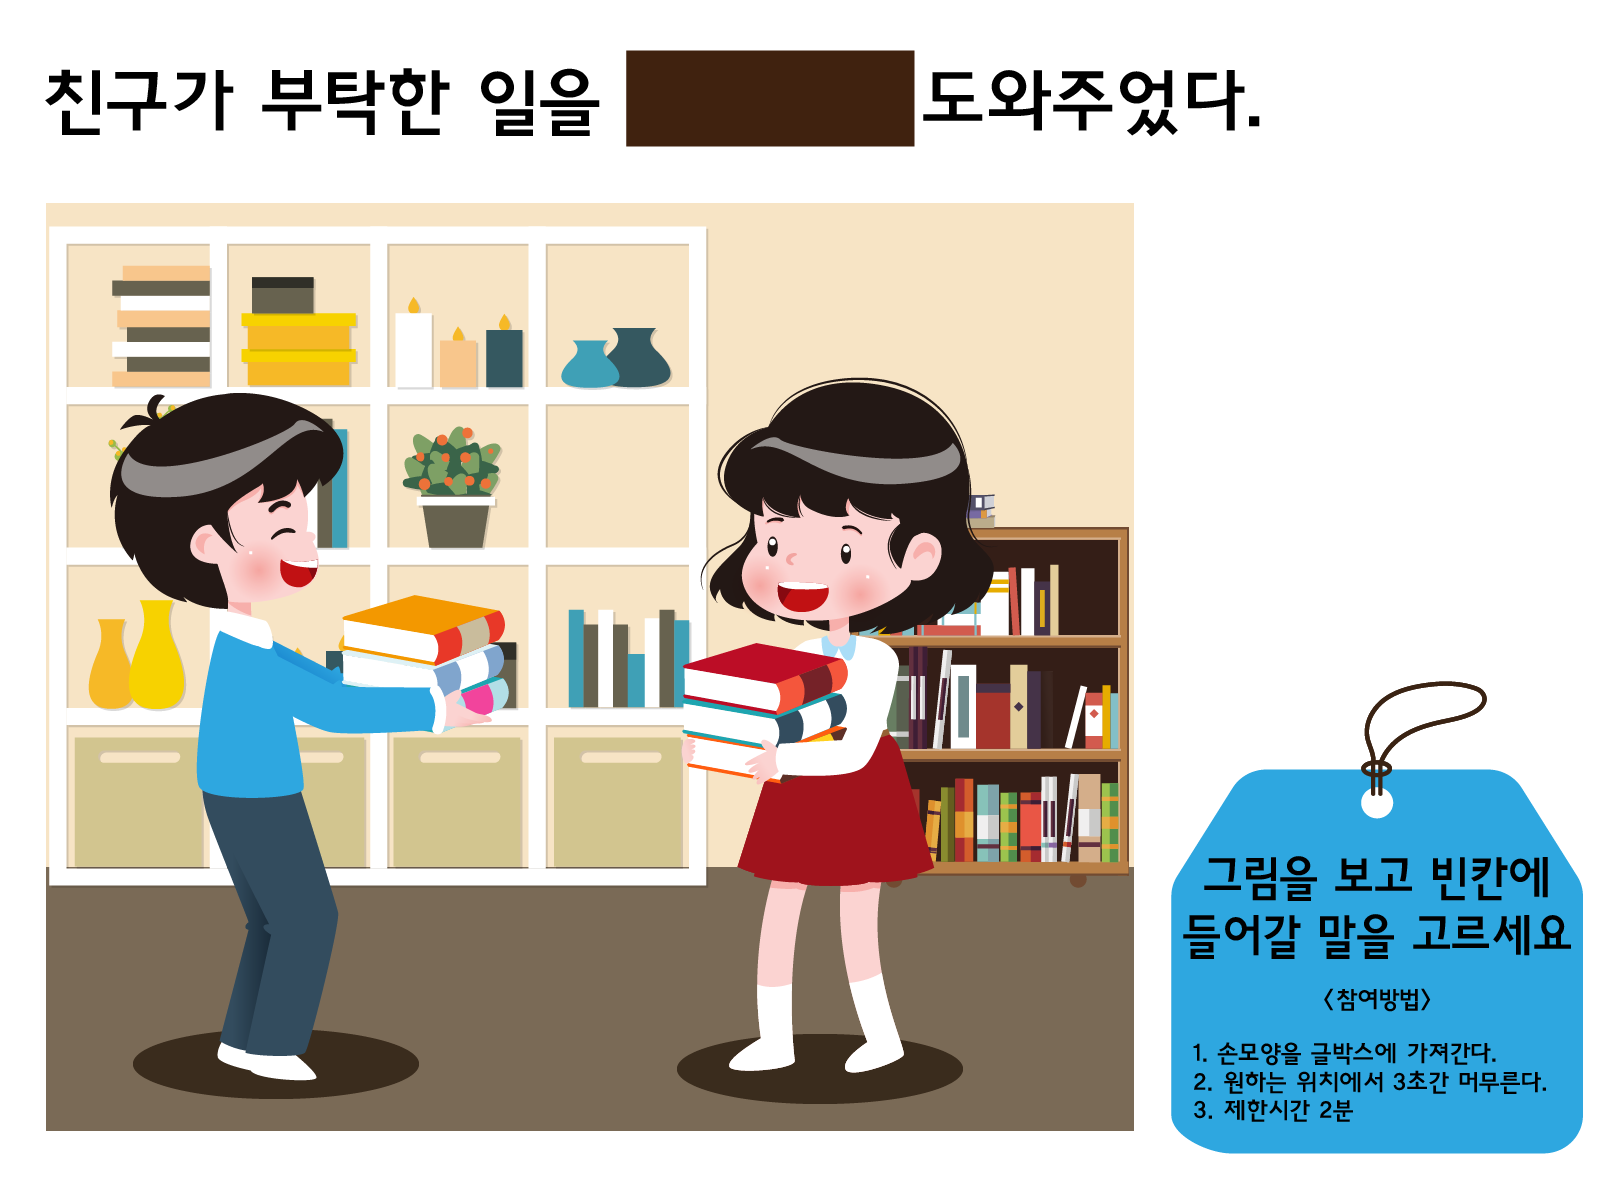 친구가 부탁한 일을 도와주었다.
그림을 보고 빈칸에
들어갈 말을 고르세요
〈참여방법〉
1. 손모양을 글박스에 가져간다.
2. 원하는 위치에서 3초간 머무른다.
3. 제한시간 2분